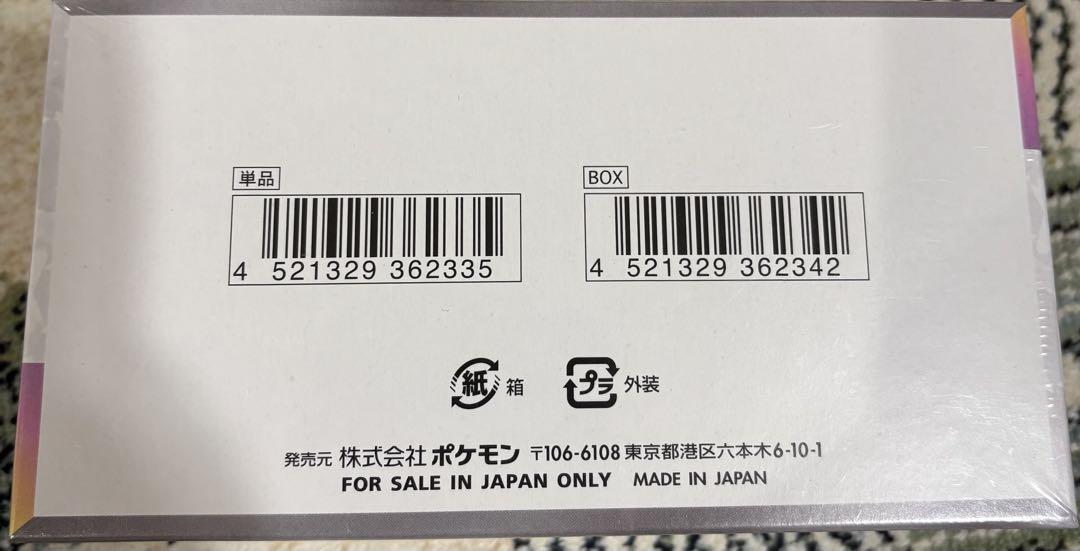 単品
BOX
4 521329 362335
4 521329 362342
紙 箱
プラ 外装
発売元 株式会社 ポケモン 〒106-6108 東京都港区六本木6-10-1
FOR SALE IN JAPAN ONLY MADE IN JAPAN